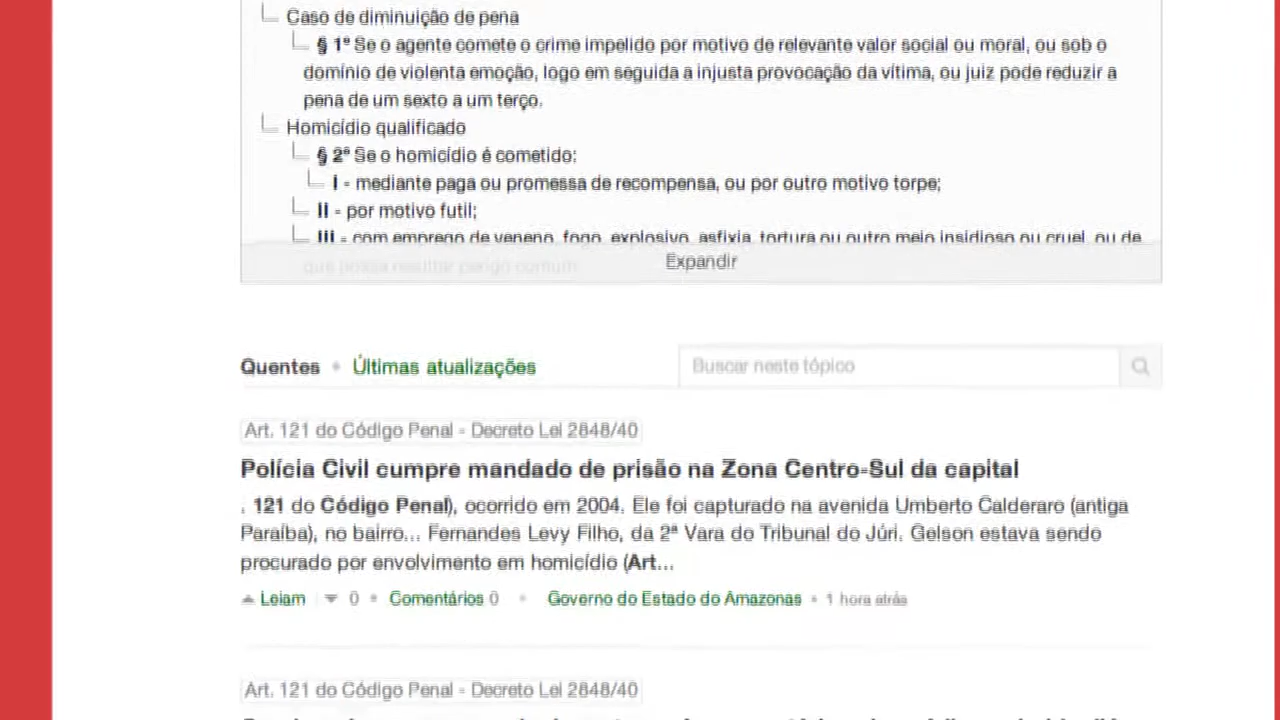 Caso de diminuição de pena
§ 1º Se o agente comete o crime impelido por motivo de relevante valor social ou moral, ou sob o
domínio de violenta emoção, logo em seguida a injusta provocação da vítima, ou juiz pode reduzir a
pena de um sexto a um terço.
Homicídio qualificado
§ 2º Se o homicídio é cometido:
I - mediante paga ou promessa de recompensa, ou por outro motivo torpe;
II - por motivo futil;
III - com emprego de veneno, fogo, explosivo, asfixia, tortura ou outro meio insidioso ou cruel, ou de
que possa resultar perigo comum
Expandir
Quentes • Últimas atualizações
Buscar neste tópico
Art. 121 do Código Penal - Decreto Lei 2848/40
Polícia Civil cumpre mandado de prisão na Zona Centro-Sul da capital
. 121 do Código Penal), ocorrido em 2004. Ele foi capturado na avenida Umberto Calderaro (antiga
Paraíba), no bairro... Fernandes Levy Filho, da 2ª Vara do Tribunal do Júri. Gelson estava sendo
procurado por envolvimento em homicídio (Art...
Leiam 0 • Comentários 0 • Governo do Estado do Amazonas • 1 hora atrás
Art. 121 do Código Penal - Decreto Lei 2848/40